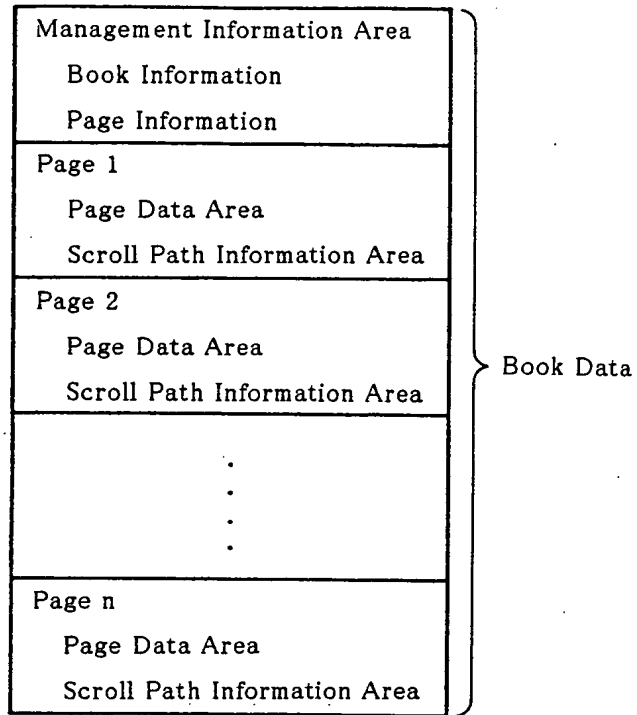 Management Information Area
Book Information
Page Information
Page 1
Page Data Area
Scroll Path Information Area
Page 2
Page Data Area
Scroll Path Information Area
Book Data
.
.
.
.
Page n
Page Data Area
Scroll Path Information Area